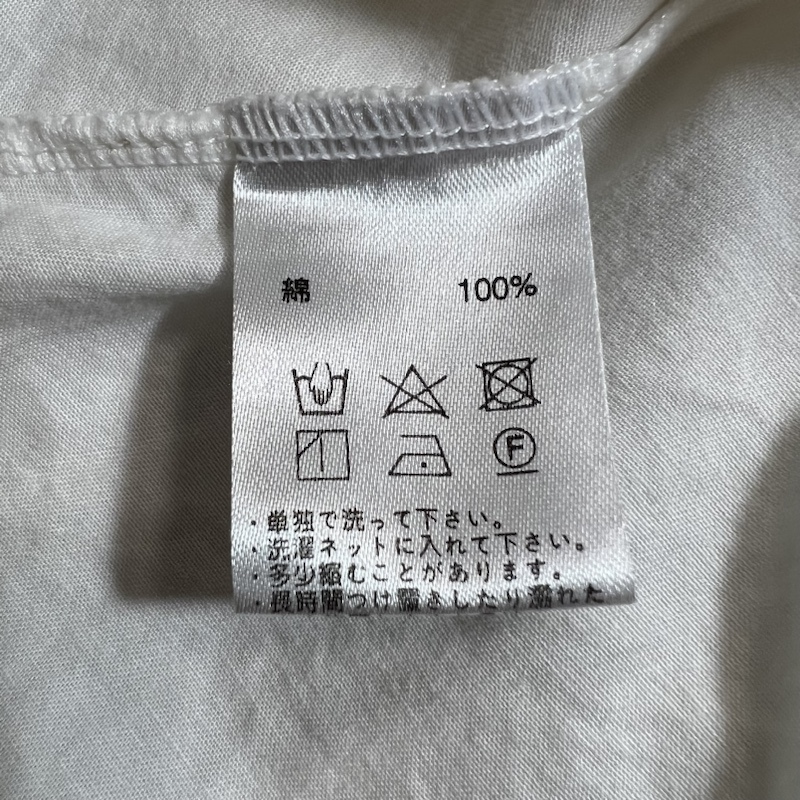 綿 100%
F
・単独で洗って下さい。
・洗濯ネットに入れて下さい。
・多少縮むことがあります。
・長時間つけ置きしたり濡れた